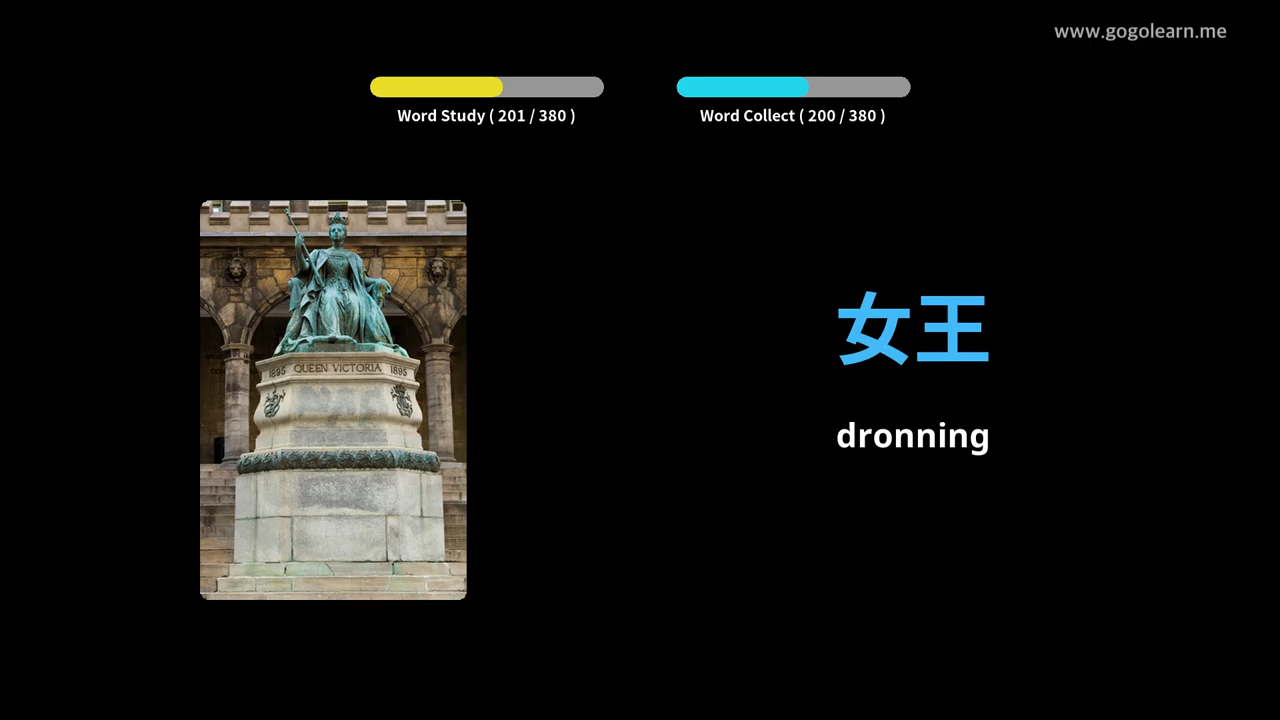 www.gogolearn.me
Word Study ( 201 / 380 )
Word Collect ( 200 / 380 )
1895 QUEEN VICTORIA 1895
女王
dronning